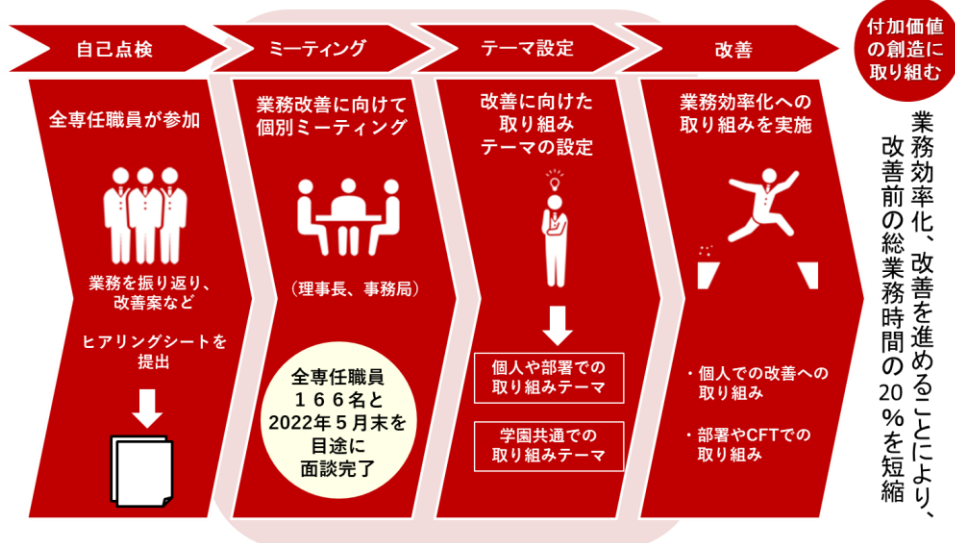 自己点検
ミーティング
テーマ設定
改善
付加価値
の創造に
取り組む
全専任職員が参加
業務を振り返り、
改善案など
ヒアリングシートを
提出
業務改善に向けて
個別ミーティング
（理事長、事務局）
全専任職員
１６６名と
2022年５月末を
目途に
面談完了
改善に向けた
取り組み
テーマの設定
個人や部署での
取り組みテーマ
学園共通での
取り組みテーマ
業務効率化への
取り組みを実施
・個人での改善への
取り組み
・部署やCFTでの
取り組み
業務効率化、改善を進めることにより、
改善前の総業務時間の20%を短縮